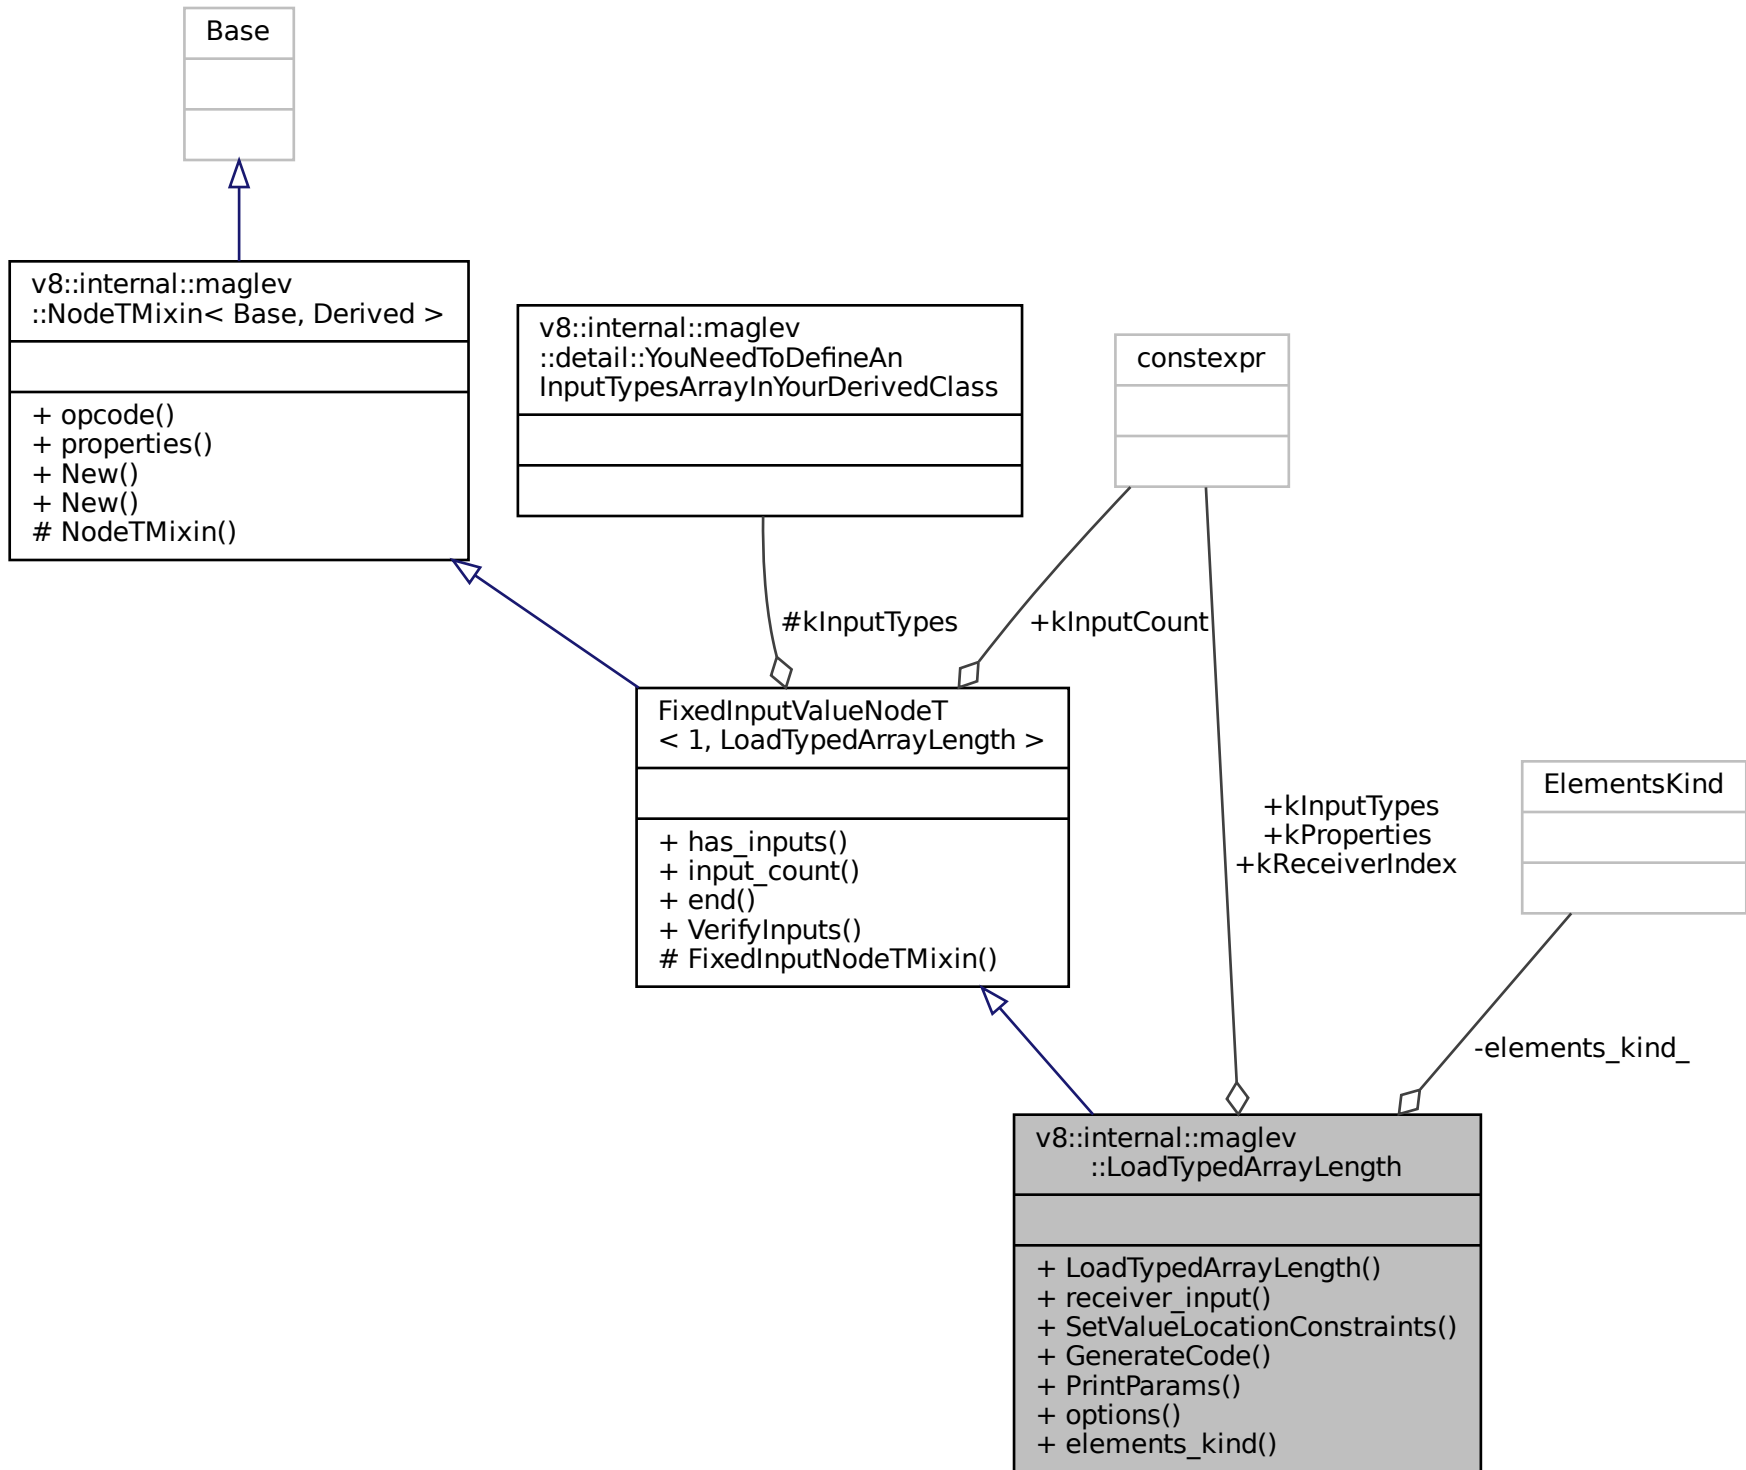 Base
v8::internal::maglev
::NodeTMixin< Base, Derived >
+ opcode()
+ properties()
+ New()
+ New()
# NodeTMixin()
v8::internal::maglev
::detail::YouNeedToDefineAn
InputTypesArrayInYourDerivedClass
constexpr
#kInputTypes
+kInputCount
FixedInputValueNodeT
< 1, LoadTypedArrayLength >
+ has_inputs()
+ input_count()
+ end()
+ VerifyInputs()
# FixedInputNodeTMixin()
+kInputTypes
+kProperties
+kReceiverIndex
ElementsKind
-elements_kind_
v8::internal::maglev
::LoadTypedArrayLength
+ LoadTypedArrayLength()
+ receiver_input()
+ SetValueLocationConstraints()
+ GenerateCode()
+ PrintParams()
+ options()
+ elements_kind()